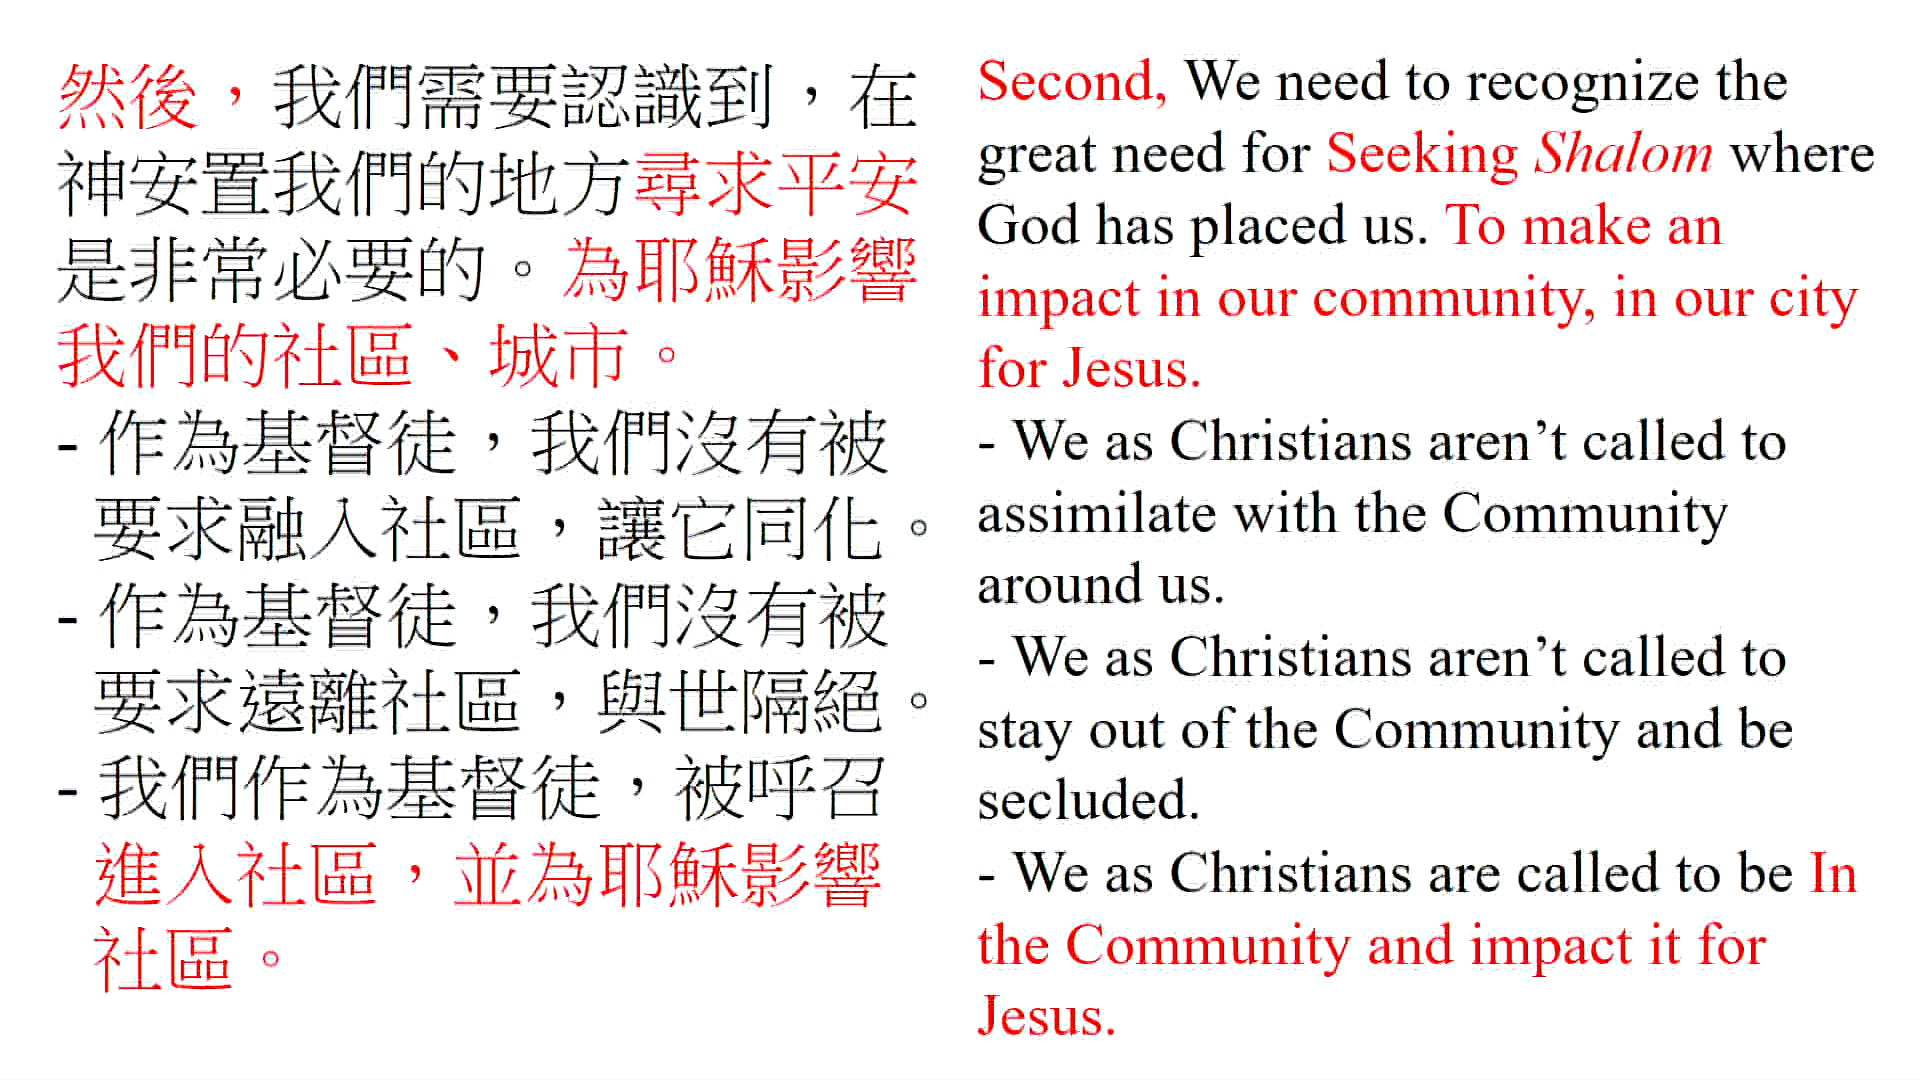 然後，我們需要認識到，在
神安置我們的地方尋求平安
是非常必要的。為耶穌影響
我們的社區、城市。
- 作為基督徒，我們沒有被
要求融入社區，讓它同化。
- 作為基督徒，我們沒有被
要求遠離社區，與世隔絕。
- 我們作為基督徒，被呼召
進入社區，並為耶穌影響
社區。
Second, We need to recognize the
great need for Seeking Shalom where
God has placed us. To make an
impact in our community, in our city
for Jesus.
- We as Christians aren’t called to
assimilate with the Community
around us.
- We as Christians aren’t called to
stay out of the Community and be
secluded.
- We as Christians are called to be In
the Community and impact it for
Jesus.